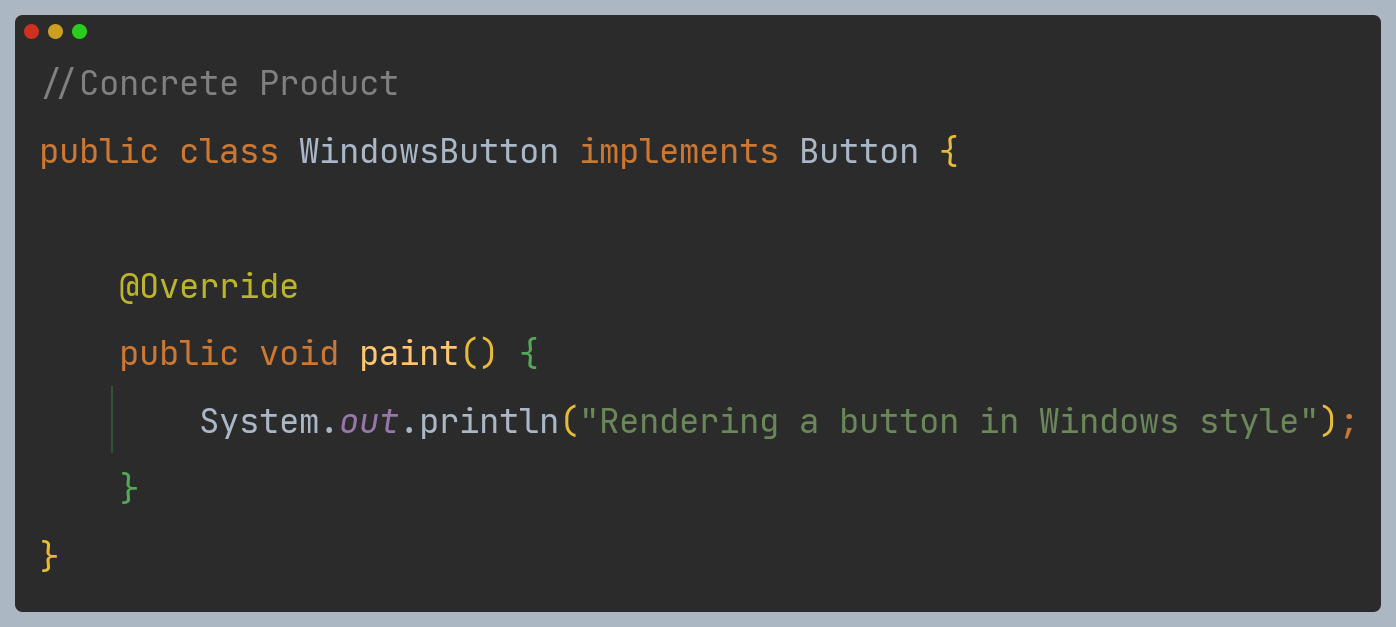 //Concrete Product
public class WindowsButton implements Button {
@Override
public void paint() {
System.out.println("Rendering a button in Windows style");
}
}